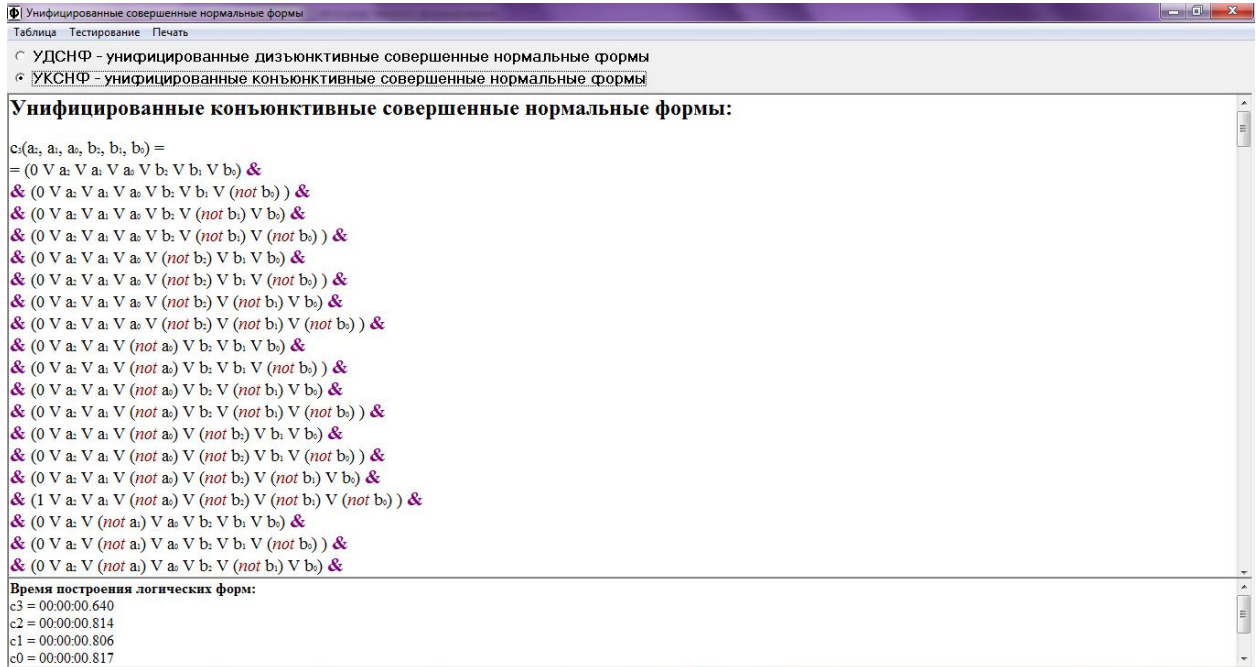 Унифицированные совершенные нормальные формы
Таблица Тестирование Печать
УДСНФ - унифицированные дизъюнктивные совершенные нормальные формы
УКСНФ - унифицированные конъюнктивные совершенные нормальные формы
Унифицированные конъюнктивные совершенные нормальные формы:
c₃(a₂, a₁, a₀, b₂, b₁, b₀) =
= (0 V a₂ V a₁ V a₀ V b₂ V b₁ V b₀) &
& (0 V a₂ V a₁ V a₀ V b₂ V b₁ V (not b₀) ) &
& (0 V a₂ V a₁ V a₀ V b₂ V (not b₁) V b₀) &
& (0 V a₂ V a₁ V a₀ V b₂ V (not b₁) V (not b₀) ) &
& (0 V a₂ V a₁ V a₀ V (not b₂) V b₁ V b₀) &
& (0 V a₂ V a₁ V a₀ V (not b₂) V b₁ V (not b₀) ) &
& (0 V a₂ V a₁ V a₀ V (not b₂) V (not b₁) V b₀) &
& (0 V a₂ V a₁ V a₀ V (not b₂) V (not b₁) V (not b₀) ) &
& (0 V a₂ V a₁ V (not a₀) V b₂ V b₁ V b₀) &
& (0 V a₂ V a₁ V (not a₀) V b₂ V b₁ V (not b₀) ) &
& (0 V a₂ V a₁ V (not a₀) V b₂ V (not b₁) V b₀) &
& (0 V a₂ V a₁ V (not a₀) V b₂ V (not b₁) V (not b₀) ) &
& (0 V a₂ V a₁ V (not a₀) V (not b₂) V b₁ V b₀) &
& (0 V a₂ V a₁ V (not a₀) V (not b₂) V b₁ V (not b₀) ) &
& (0 V a₂ V a₁ V (not a₀) V (not b₂) V (not b₁) V b₀) &
& (1 V a₂ V a₁ V (not a₀) V (not b₂) V (not b₁) V (not b₀) ) &
& (0 V a₂ V (not a₁) V a₀ V b₂ V b₁ V b₀) &
& (0 V a₂ V (not a₁) V a₀ V b₂ V b₁ V (not b₀) ) &
& (0 V a₂ V (not a₁) V a₀ V b₂ V (not b₁) V b₀) &
Время построения логических форм:
c3 = 00:00:00.640
c2 = 00:00:00.814
c1 = 00:00:00.806
c0 = 00:00:00.817